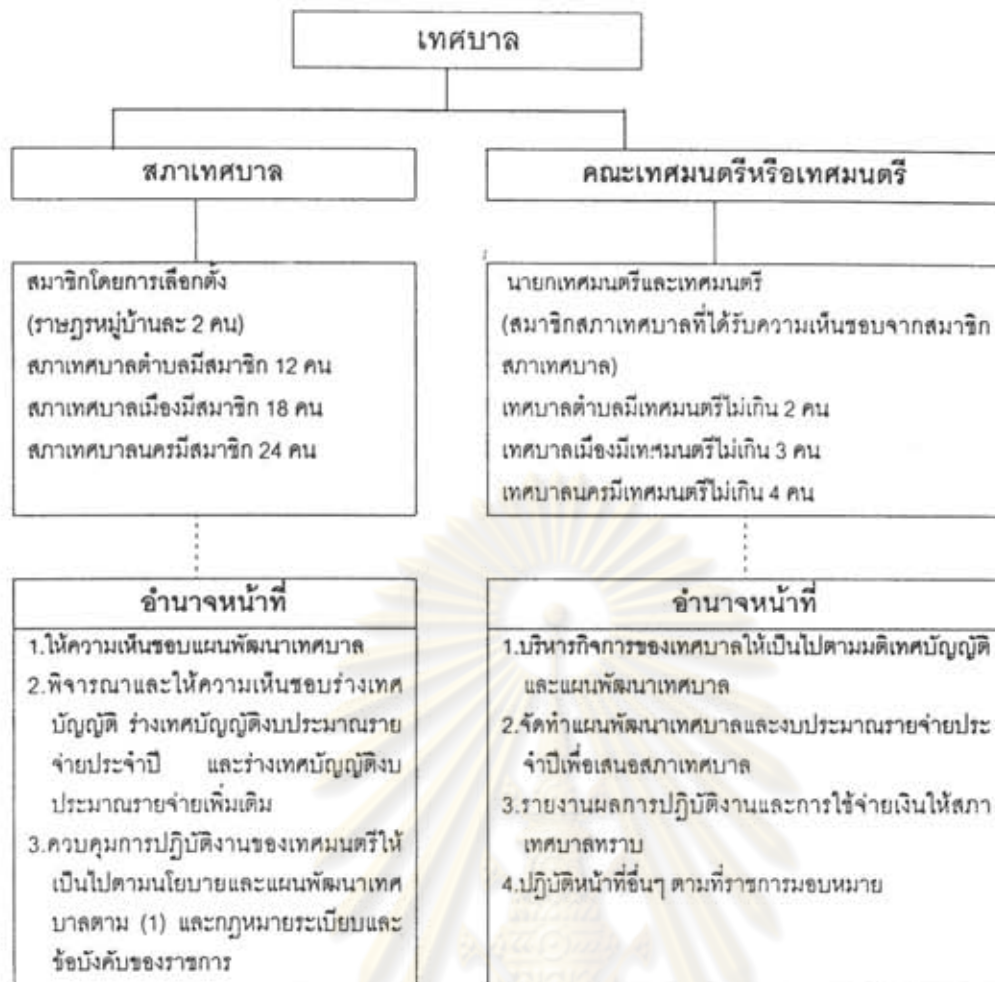 เทศบาล
สภาเทศบาล
สมาชิกโดยการเลือกตั้ง
(ราษฎรหมู่บ้านละ 2 คน)
สภาเทศบาลตำบลมีสมาชิก 12 คน
สภาเทศบาลเมืองมีสมาชิก 18 คน
สภาเทศบาลนครมีสมาชิก 24 คน
อำนาจหน้าที่
1.ให้ความเห็นชอบแผนพัฒนาเทศบาล
2.พิจารณาและให้ความเห็นชอบร่างเทศ
บัญญัติ ร่างเทศบัญญัติงบประมาณราย
จ่ายประจำปี และร่างเทศบัญญัติงบ
ประมาณรายจ่ายเพิ่มเติม
3.ควบคุมการปฏิบัติงานของเทศมนตรีให้
เป็นไปตามนโยบายและแผนพัฒนาเทศ
บาลตาม (1) และกฎหมายระเบียบและ
ข้อบังคับของราชการ
คณะเทศมนตรีหรือเทศมนตรี
นายกเทศมนตรีและเทศมนตรี
(สมาชิกสภาเทศบาลที่ได้รับความเห็นชอบจากสมาชิก
สภาเทศบาล)
เทศบาลตำบลมีเทศมนตรีไม่เกิน 2 คน
เทศบาลเมืองมีเทศมนตรีไม่เกิน 3 คน
เทศบาลนครมีเทศมนตรีไม่เกิน 4 คน
อำนาจหน้าที่
1.บริหารกิจการของเทศบาลให้เป็นไปตามมติเทศบัญญัติ
และแผนพัฒนาเทศบาล
2.จัดทำแผนพัฒนาเทศบาลและงบประมาณรายจ่ายประ
จำปีเพื่อเสนอสภาเทศบาล
3.รายงานผลการปฏิบัติงานและการใช้จ่ายเงินให้สภา
เทศบาลทราบ
4.ปฏิบัติหน้าที่อื่นๆ ตามที่ราชการมอบหมาย